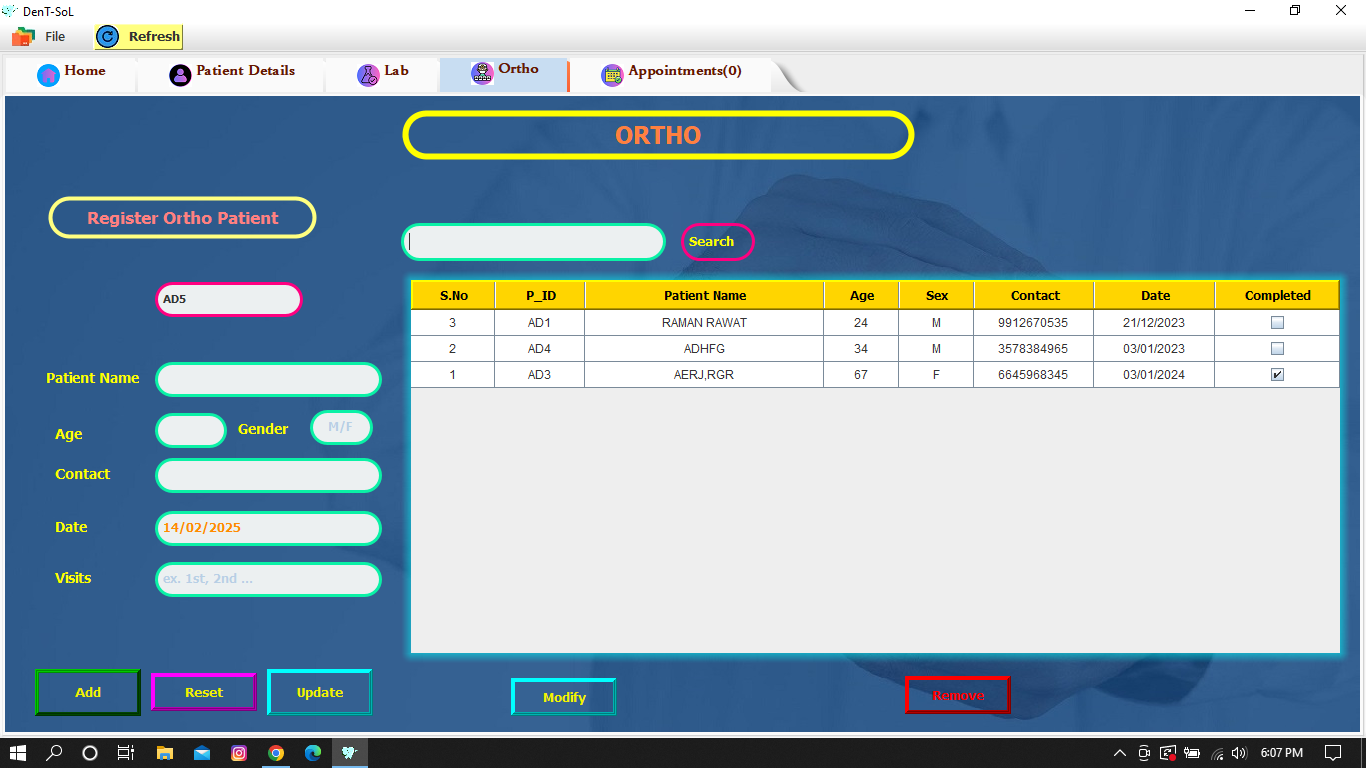 DenT-SoL
File Refresh
Home Patient Details Lab Ortho Appointments(0)
ORTHO
Register Ortho Patient
Search
AD5
Patient Name
Age Gender M/F
Contact
Date 14/02/2025
Visits ex. 1st, 2nd ...
S.No P_ID Patient Name Age Sex Contact Date Completed
3 AD1 RAMAN RAWAT 24 M 9912670535 21/12/2023
2 AD4 ADHFG 34 M 3578384965 03/01/2023
1 AD3 AERJ,RGR 67 F 6645968345 03/01/2024
Add Reset Update Modify Remove
6:07 PM